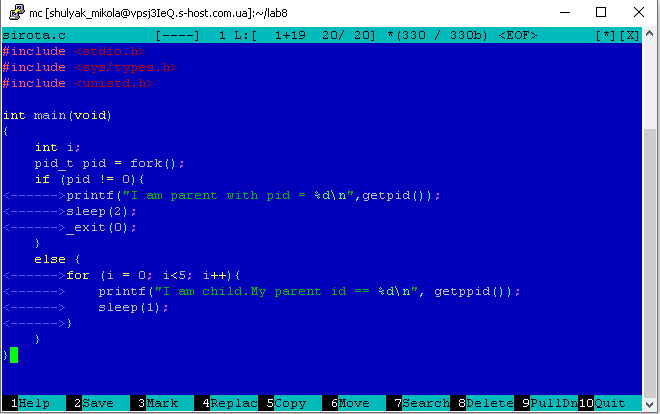 mc [shulyak_mikola@vpsj3IeQ.s-host.com.ua]:~/lab8
sirota.c [----] 1 L:[ 1+19 20/ 20] *(330 / 330b) <EOF> [*][X]
#include <stdio.h>
#include <sys/types.h>
#include <unistd.h>
int main(void)
{
    int i;
    pid_t pid = fork();
    if (pid != 0){
<------>printf("I am parent with pid = %d\n",getpid());
<------>sleep(2);
<------>_exit(0);
    }
    else {
<------>for (i = 0; i<5; i++){
<------>    printf("I am child.My parent id == %d\n", getppid());
<------>    sleep(1);
<------>}
    }
}
1Help 2Save 3Mark 4Replac 5Copy 6Move 7Search 8Delete 9PullDn 10Quit